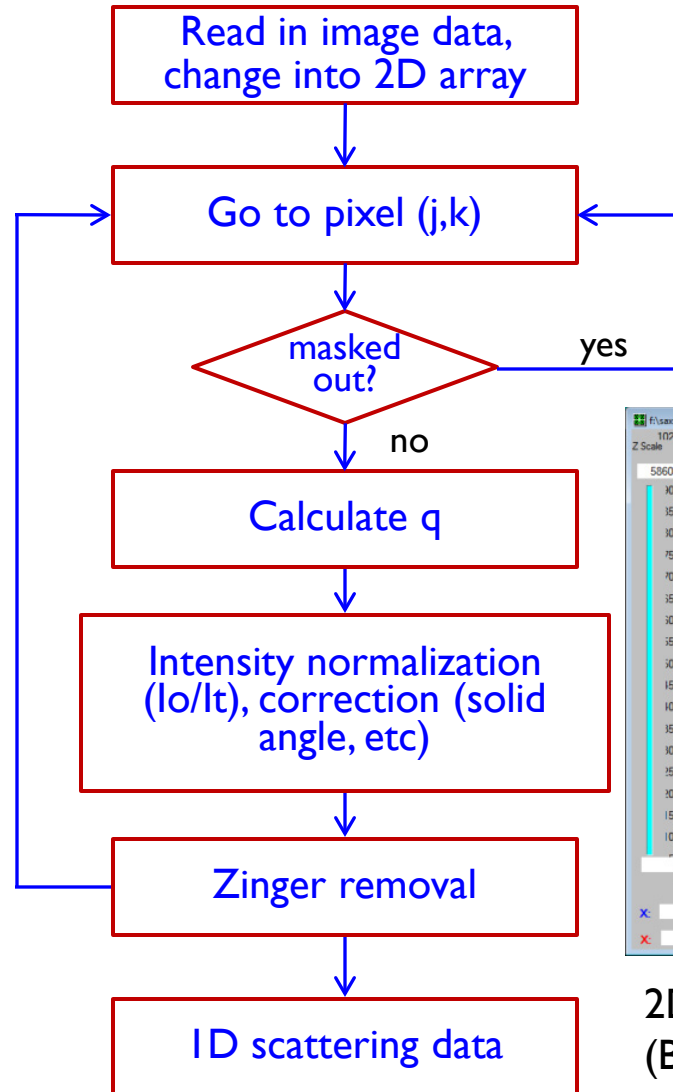 Read in image data,
change into 2D array
Go to pixel (j,k)
masked
out?
yes
no
Calculate q
Intensity normalization
(Io/It), correction (solid
angle, etc)
Zinger removal
1D scattering data
Z Scale
5860
X:
X: